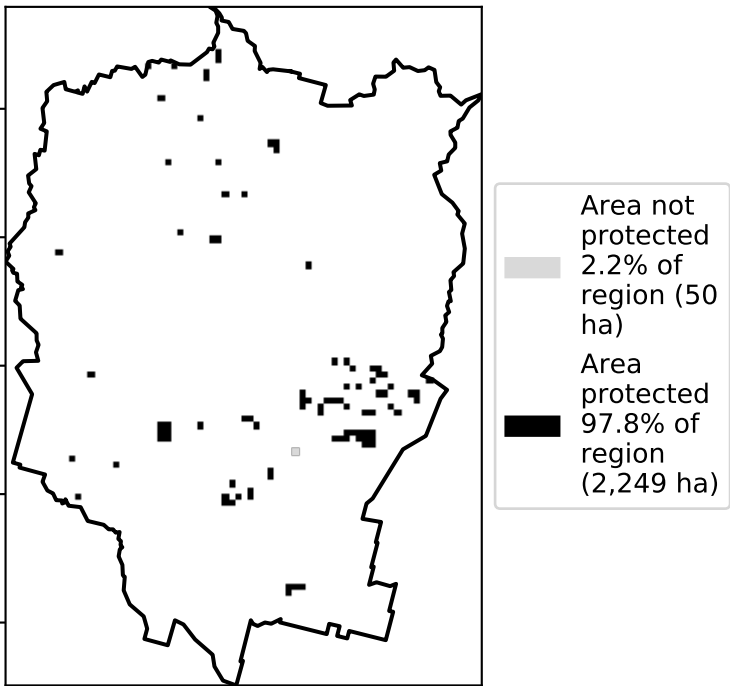 Area not
protected
2.2% of
region (50
ha)
Area
protected
97.8% of
region
(2,249 ha)